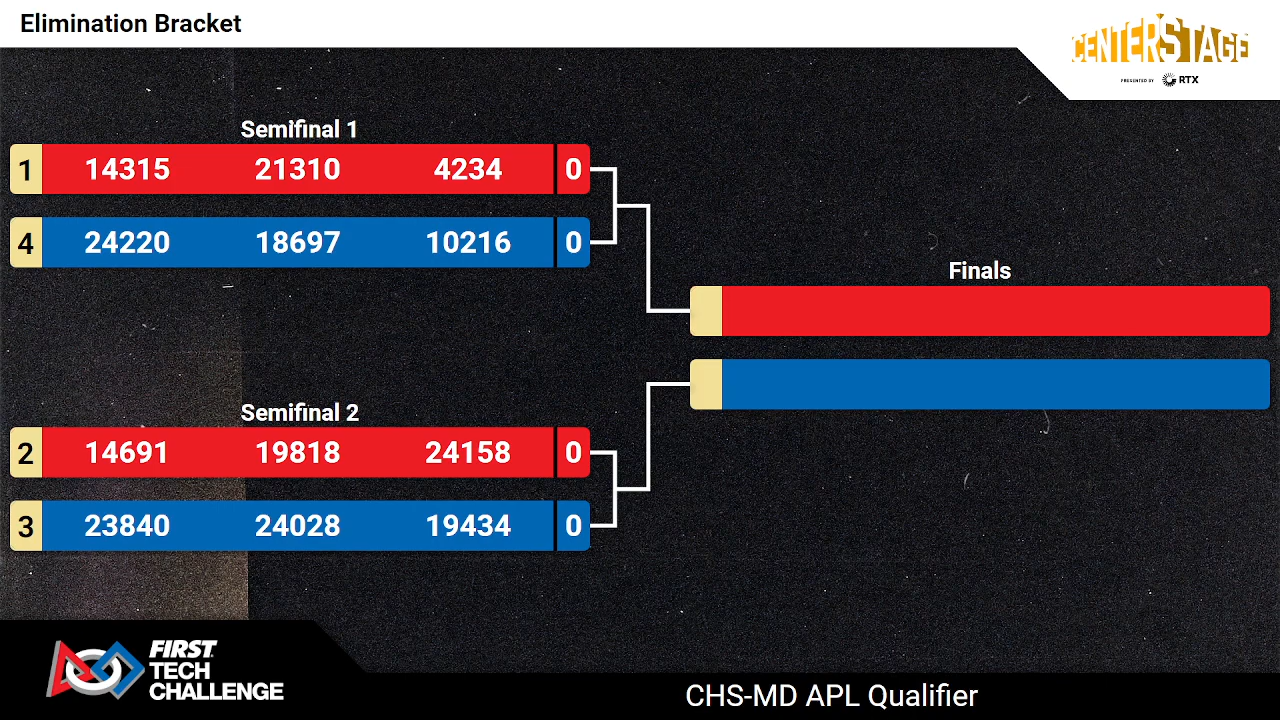 Elimination Bracket
CENTERSTAGE
PRESENTED BY RTX
Semifinal 1
1 14315 21310 4234 0
4 24220 18697 10216 0
Finals
Semifinal 2
2 14691 19818 24158 0
3 23840 24028 19434 0
FIRST
TECH
CHALLENGE
CHS-MD APL Qualifier